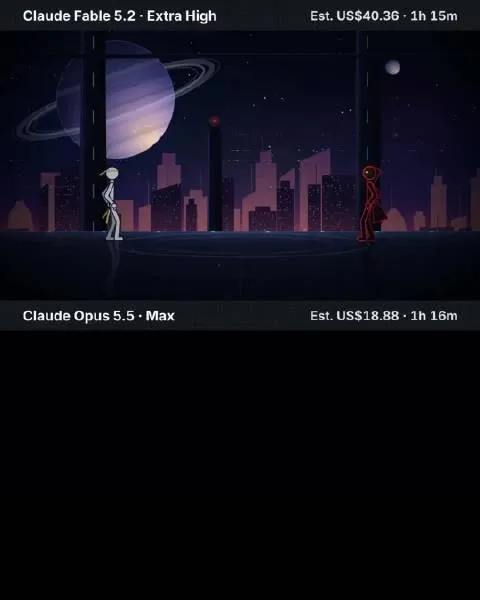 Claude Fable 5.2 · Extra High
Est. US$40.36 · 1h 15m
Claude Opus 5.5 · Max
Est. US$18.88 · 1h 16m